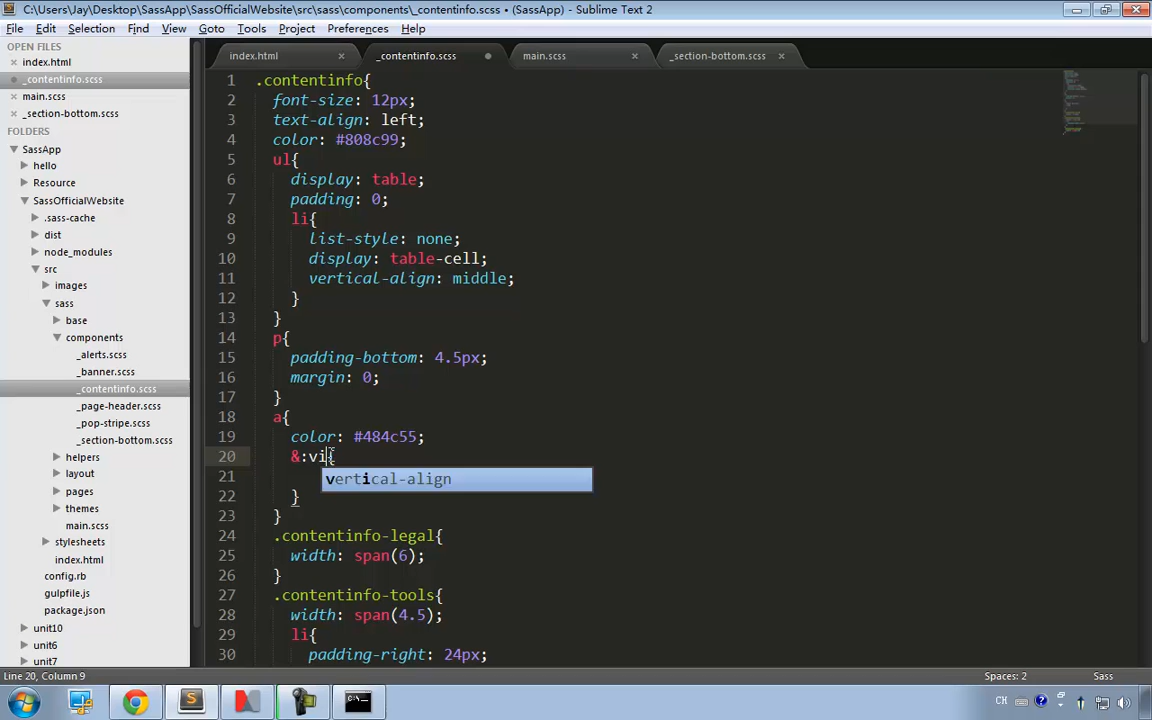 C:\Users\Jay\Desktop\SassApp\SassOfficialWebsite\src\sass\components\_contentinfo.scss • (SassApp) - Sublime Text 2
File Edit Selection Find View Goto Tools Project Preferences Help
OPEN FILES
index.html
_contentinfo.scss
main.scss
_section-bottom.scss
FOLDERS
SassApp
hello
Resource
SassOfficialWebsite
.sass-cache
dist
node_modules
src
images
sass
base
components
_alerts.scss
_banner.scss
_contentinfo.scss
_page-header.scss
_pop-stripe.scss
_section-bottom.scss
helpers
layout
pages
themes
main.scss
stylesheets
index.html
config.rb
gulpfile.js
package.json
unit10
unit6
unit7
index.html _contentinfo.scss main.scss _section-bottom.scss
1 .contentinfo{
2 font-size: 12px;
3 text-align: left;
4 color: #808c99;
5 ul{
6 display: table;
7 padding: 0;
8 li{
9 list-style: none;
10 display: table-cell;
11 vertical-align: middle;
12 }
13 }
14 p{
15 padding-bottom: 4.5px;
16 margin: 0;
17 }
18 a{
19 color: #484c55;
20 &:vi{
vertical-align
21
22 }
23 }
24 .contentinfo-legal{
25 width: span(6);
26 }
27 .contentinfo-tools{
28 width: span(4.5);
29 li{
30 padding-right: 24px;
Line 20, Column 9 Spaces: 2 Sass
CH